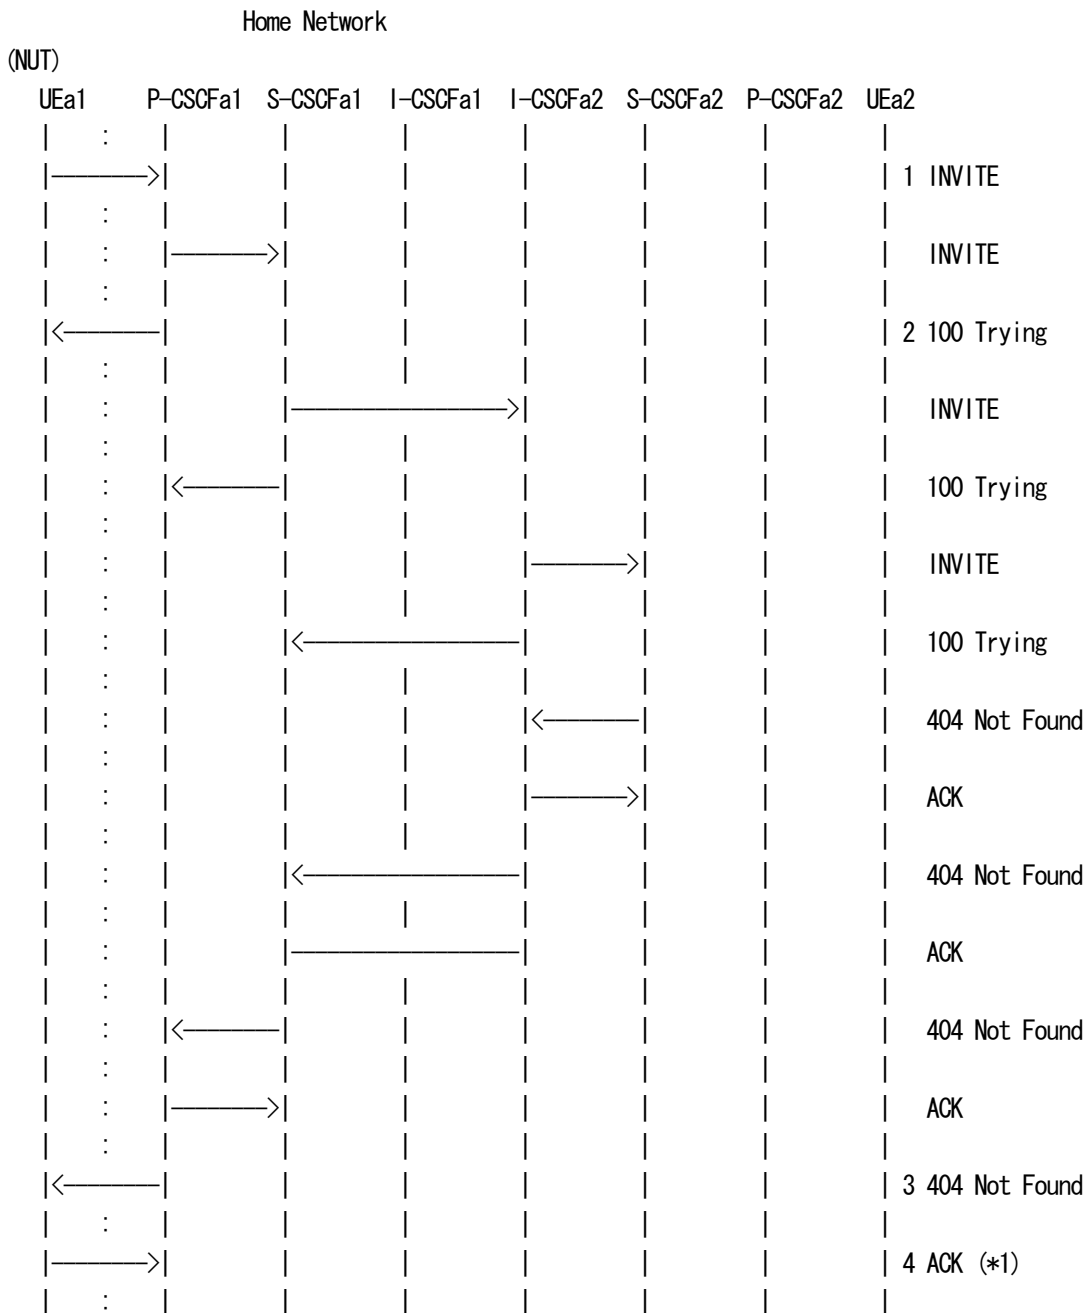 Home Network
(NUT)
UEa1 P-CSCFa1 S-CSCFa1 I-CSCFa1 I-CSCFa2 S-CSCFa2 P-CSCFa2 UEa2
1 INVITE
INVITE
2 100 Trying
INVITE
100 Trying
INVITE
100 Trying
404 Not Found
ACK
404 Not Found
ACK
404 Not Found
ACK
3 404 Not Found
4 ACK (*1)